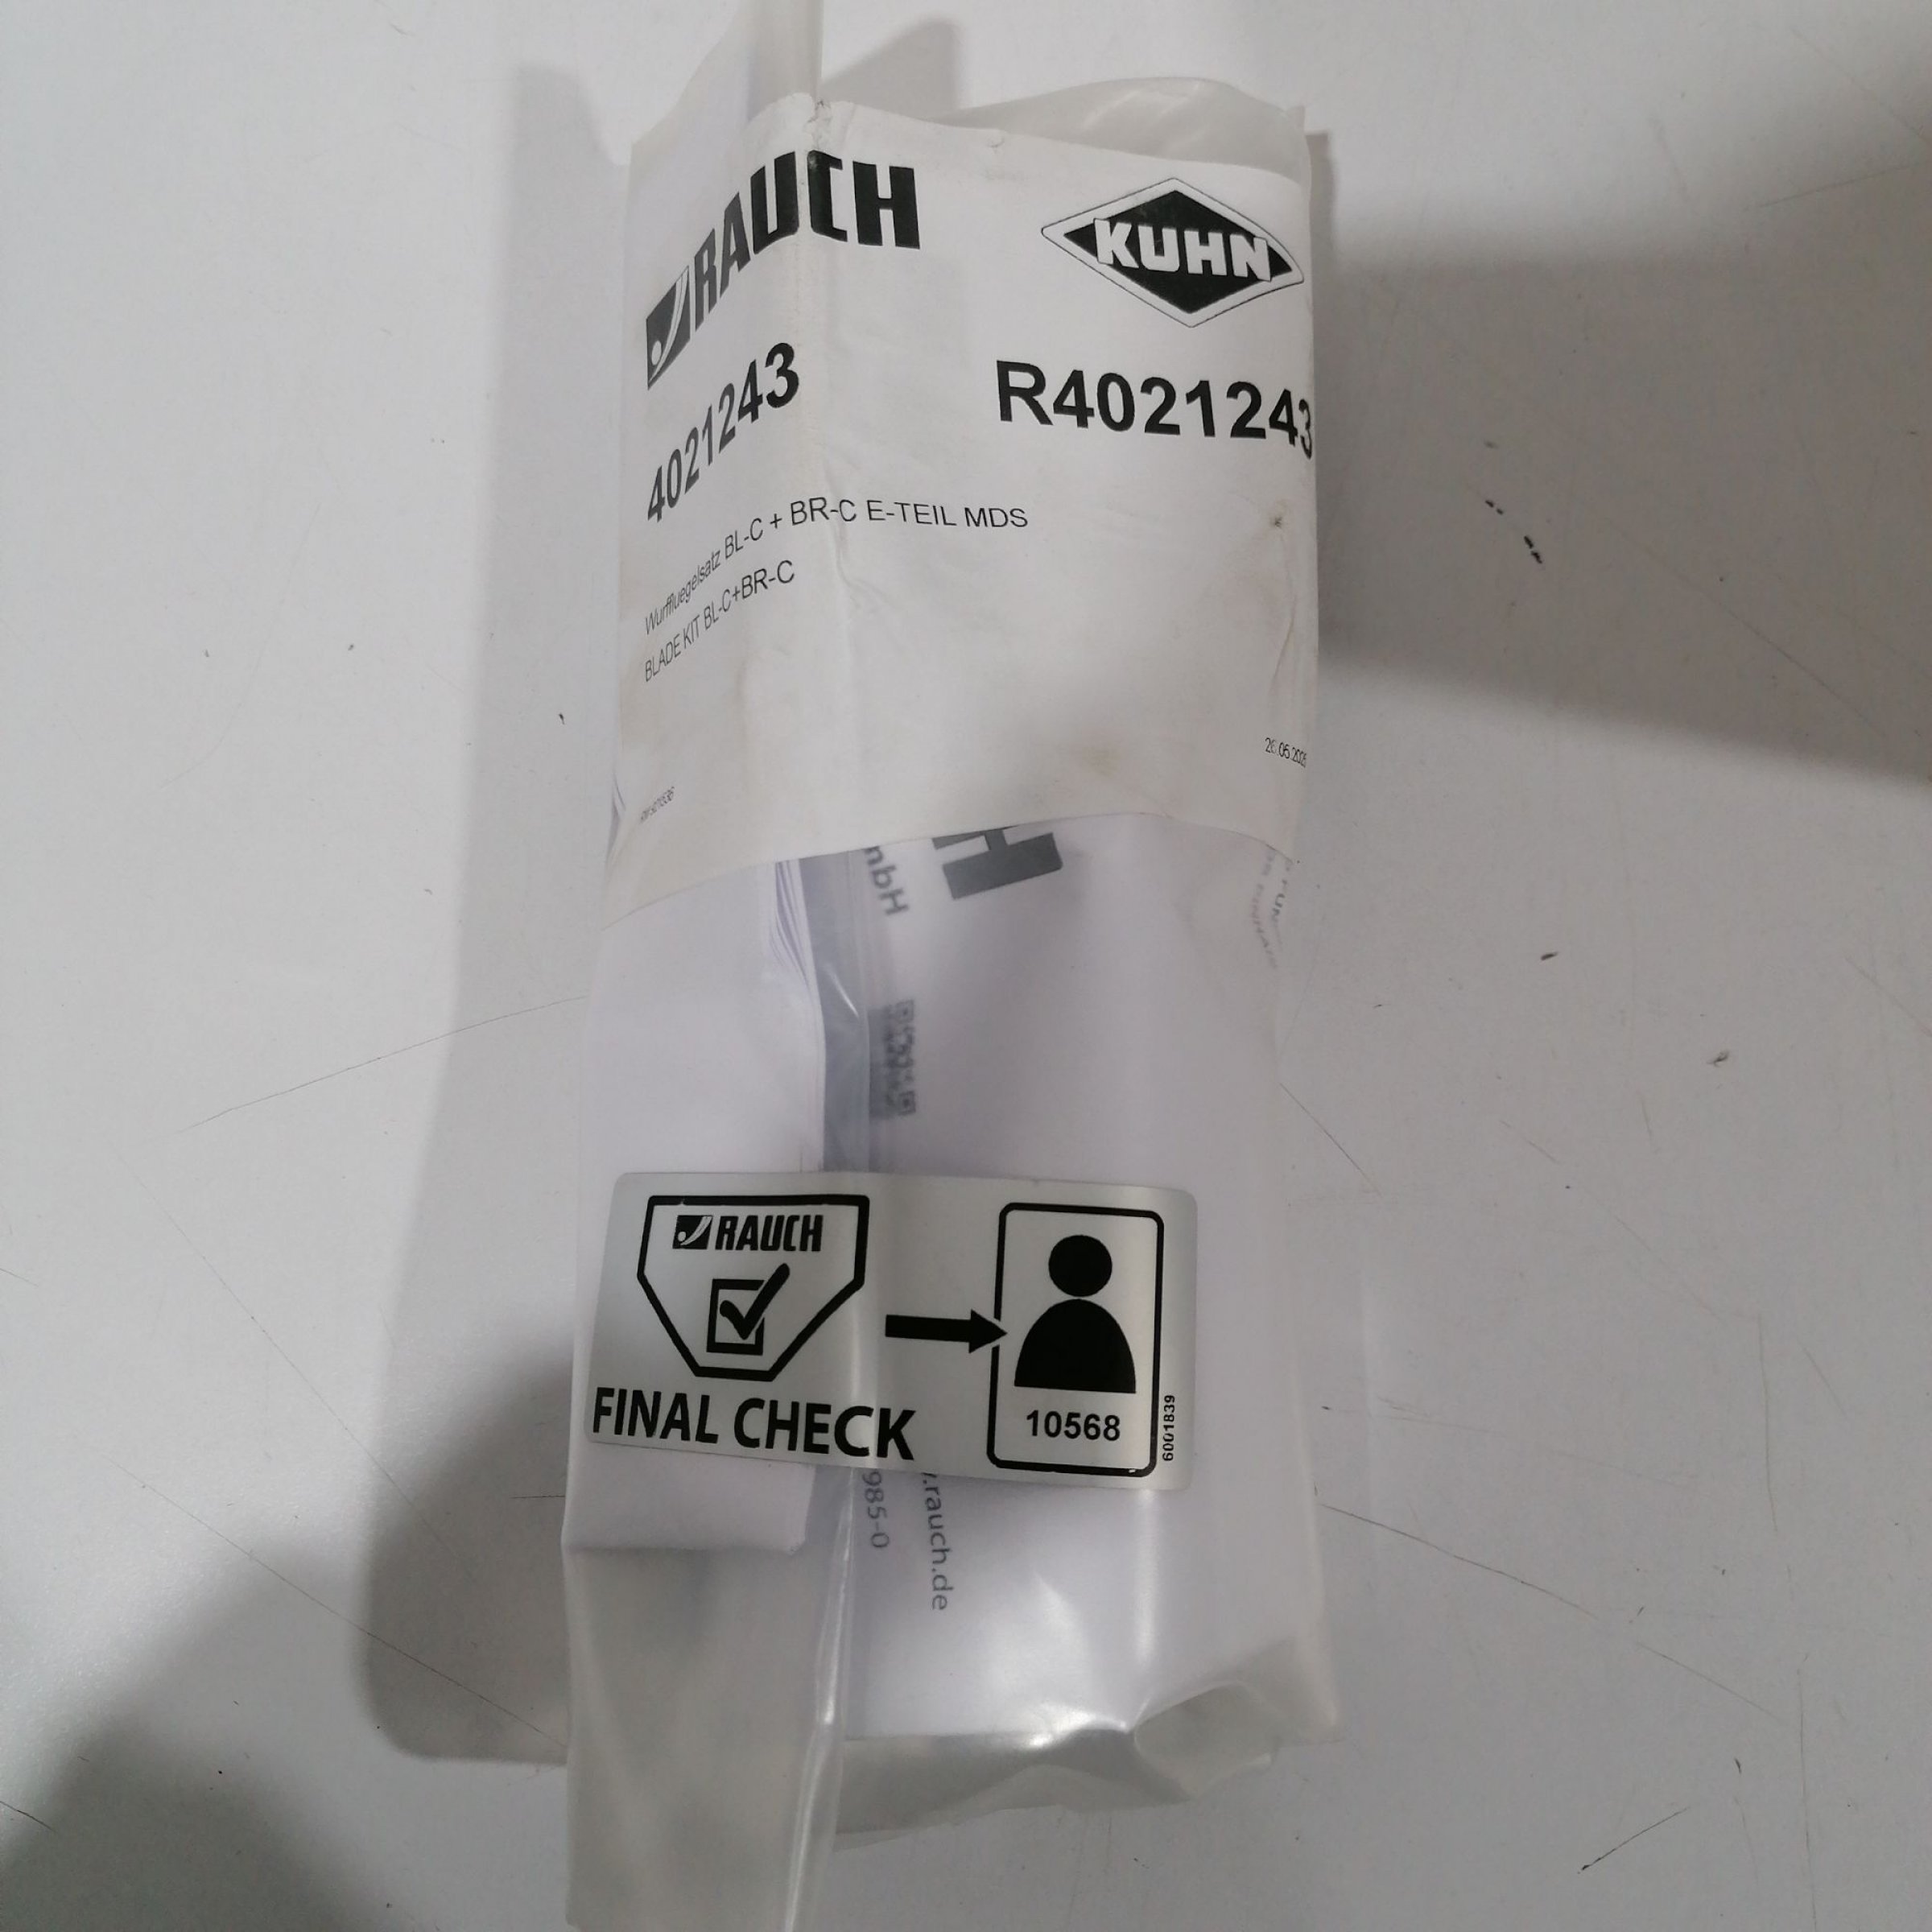 RAUCH
KUHN
4021243
R4021243
Wurffluegelsatz BL-C + BR-C E-TEIL MDS
BLADE KIT BL-C+BR-C
mbH
H
RAUCH
FINAL CHECK
10568
6001839
985-0
.rauch.de